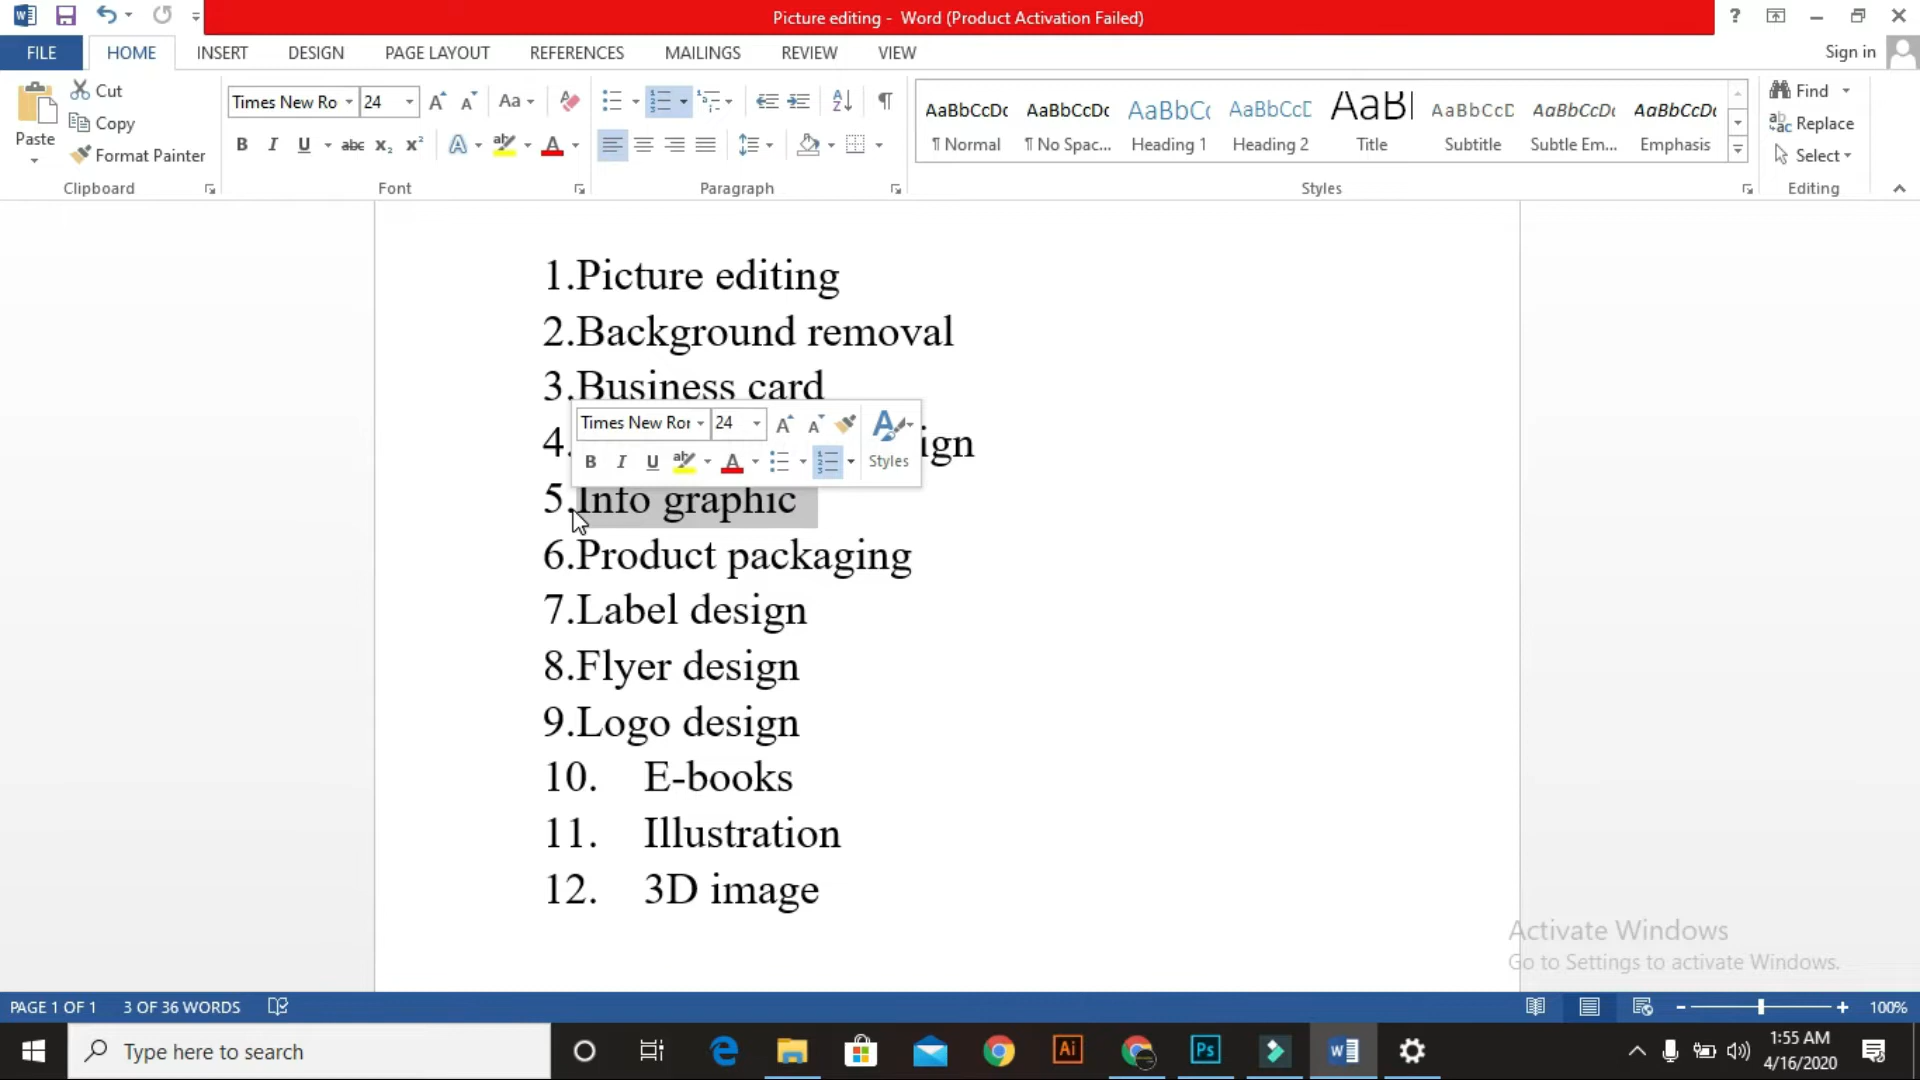 Picture editing - Word (Product Activation Failed)
?
FILE HOME INSERT DESIGN PAGE LAYOUT REFERENCES MAILINGS REVIEW VIEW Sign in
Paste
Cut
Copy
Format Painter
Clipboard
Times New Ro 24
Font
Paragraph
AaBbCcDc AaBbCcDc AaBbCc AaBbCcD AaBl AaBbCcD AaBbCcDc AaBbCcDc
¶ Normal ¶ No Spac... Heading 1 Heading 2 Title Subtitle Subtle Em... Emphasis
Styles
Find
Replace
Select
Editing
1.Picture editing
2.Background removal
3.Business card
Times New Ror 24
B I U Styles
4. ign
5.Info graphic
6.Product packaging
7.Label design
8.Flyer design
9.Logo design
10. E-books
11. Illustration
12. 3D image
Activate Windows
Go to Settings to activate Windows.
PAGE 1 OF 1 3 OF 36 WORDS 100%
Type here to search
Ai
Ps
1:55 AM
4/16/2020